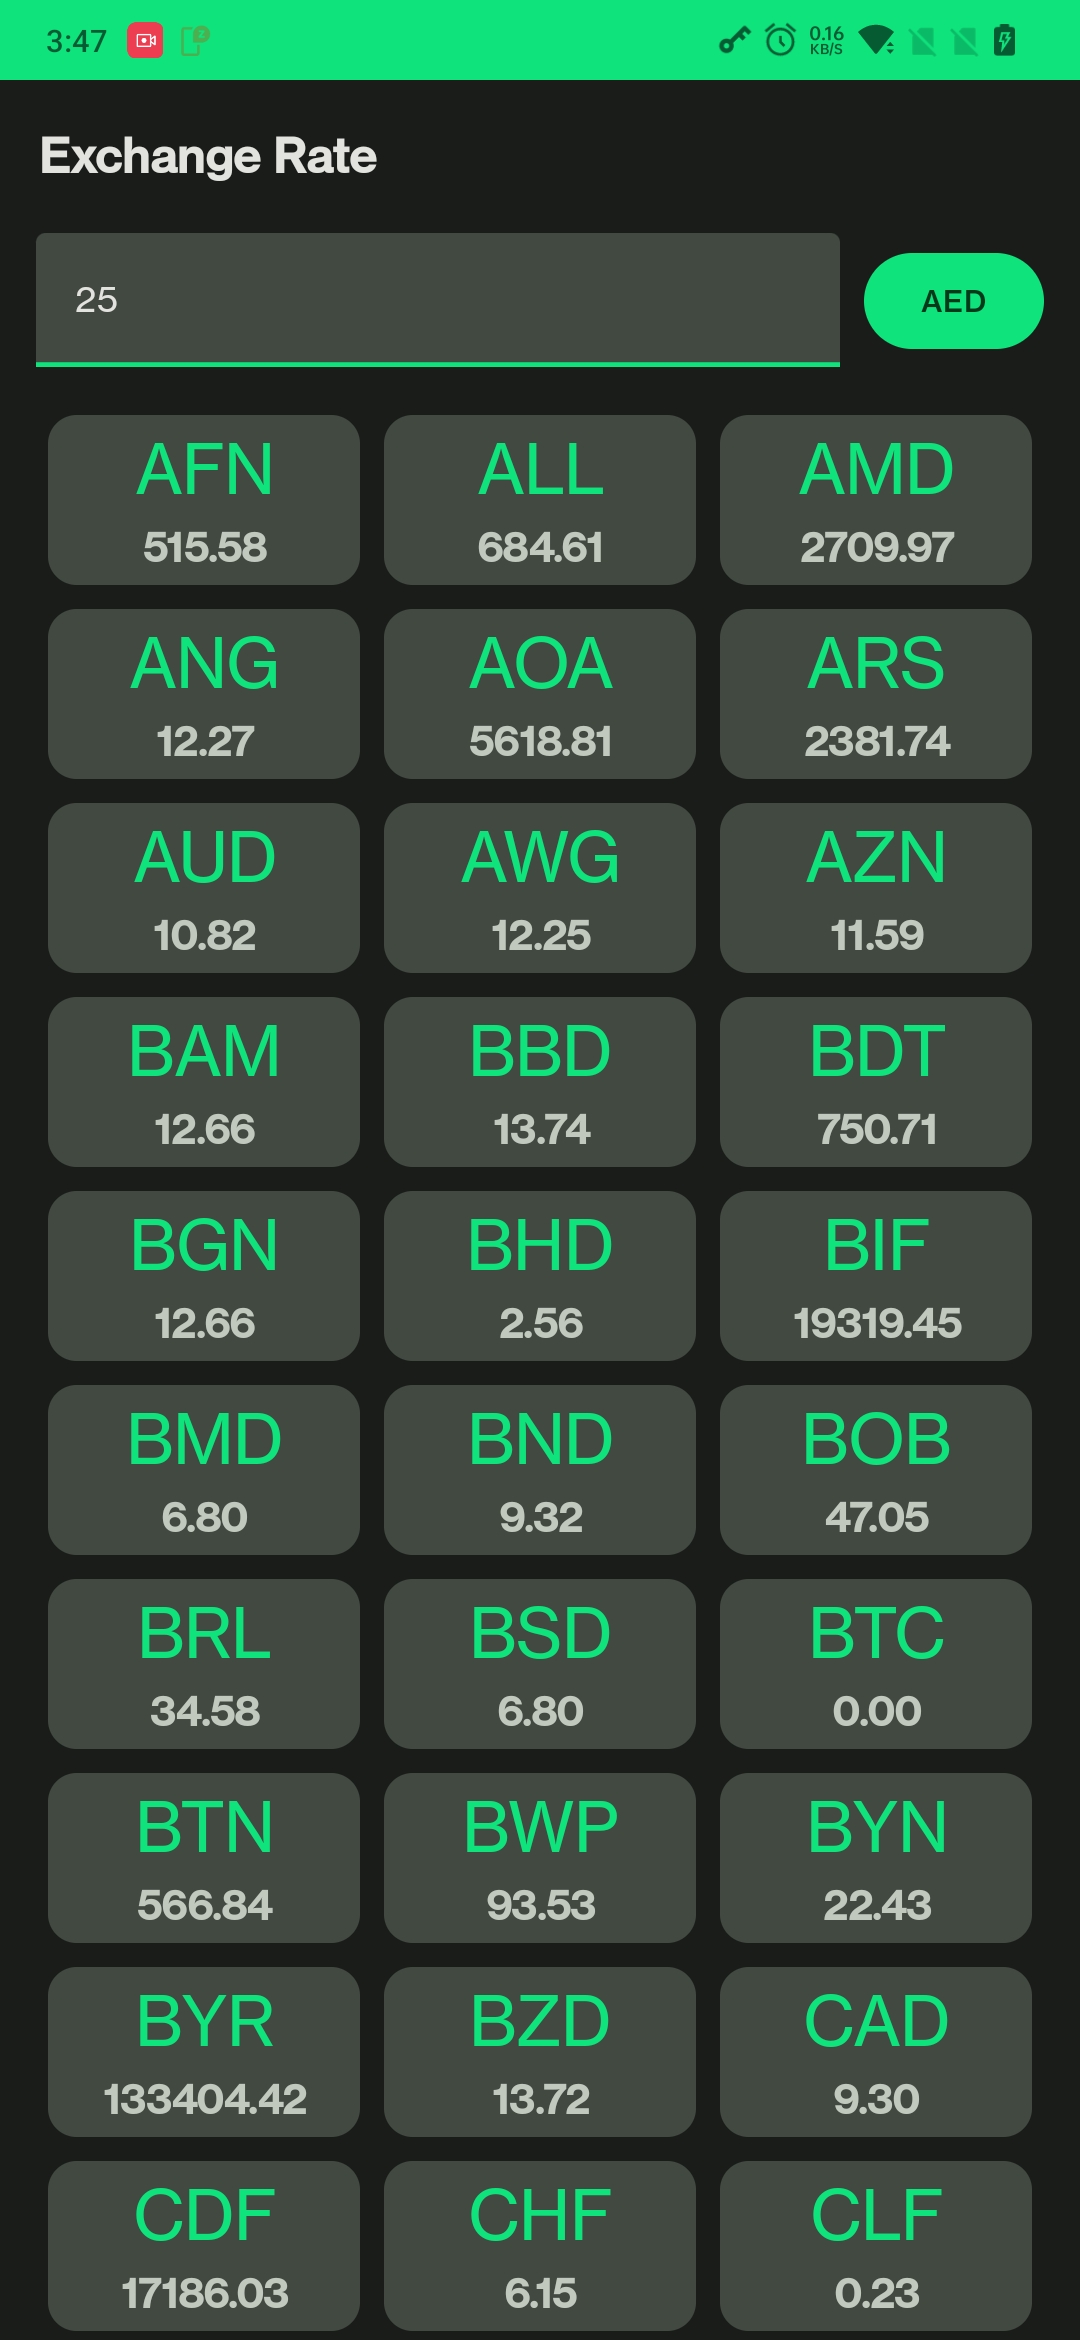 3:47
2
0.16
KB/S
Exchange Rate
25
AED
AFN
515.58
ALL
684.61
AMD
2709.97
ANG
12.27
AOA
5618.81
ARS
2381.74
AUD
10.82
AWG
12.25
AZN
11.59
BAM
12.66
BBD
13.74
BDT
750.71
BGN
12.66
BHD
2.56
BIF
19319.45
BMD
6.80
BND
9.32
BOB
47.05
BRL
34.58
BSD
6.80
BTC
0.00
BTN
566.84
BWP
93.53
BYN
22.43
BYR
133404.42
BZD
13.72
CAD
9.30
CDF
17186.03
CHF
6.15
CLF
0.23